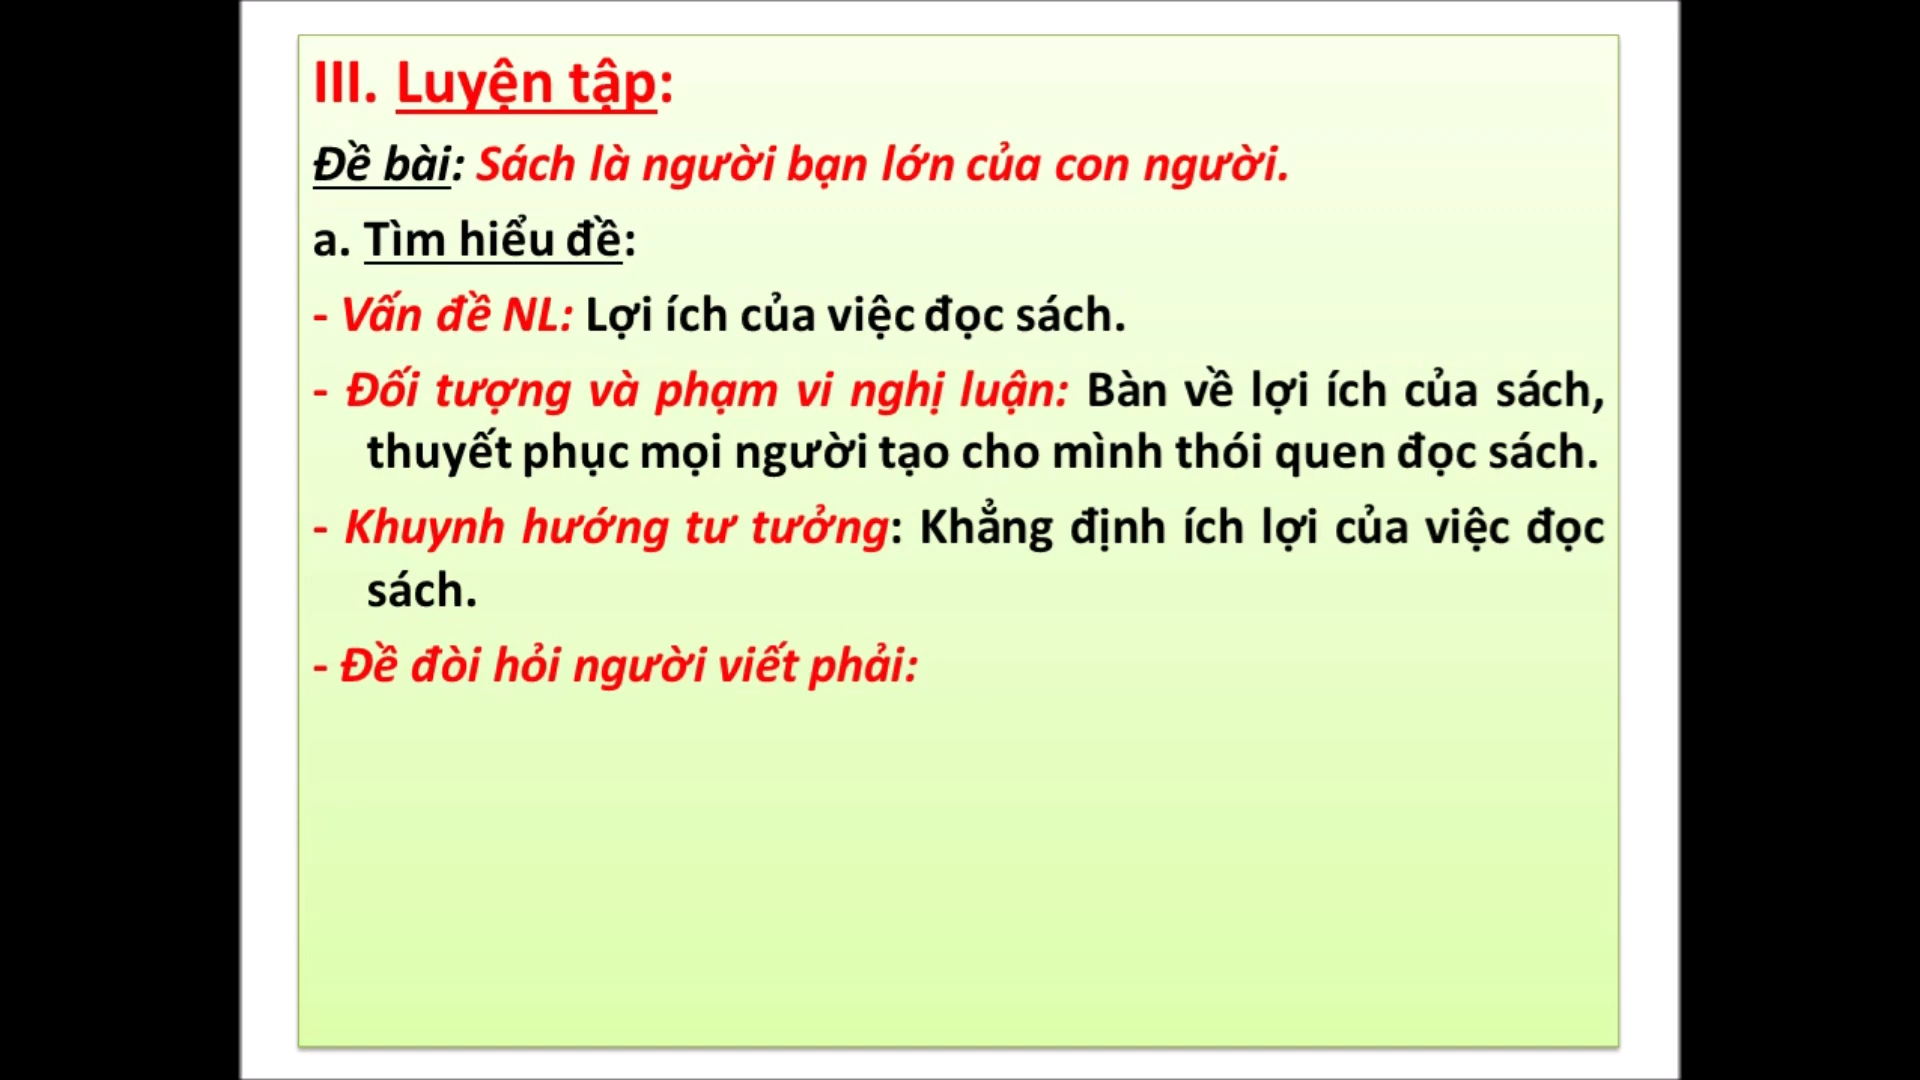 III. Luyện tập:
Đề bài: Sách là người bạn lớn của con người.
a. Tìm hiểu đề:
- Vấn đề NL: Lợi ích của việc đọc sách.
- Đối tượng và phạm vi nghị luận: Bàn về lợi ích của sách,
thuyết phục mọi người tạo cho mình thói quen đọc sách.
- Khuynh hướng tư tưởng: Khẳng định ích lợi của việc đọc
sách.
- Đề đòi hỏi người viết phải: